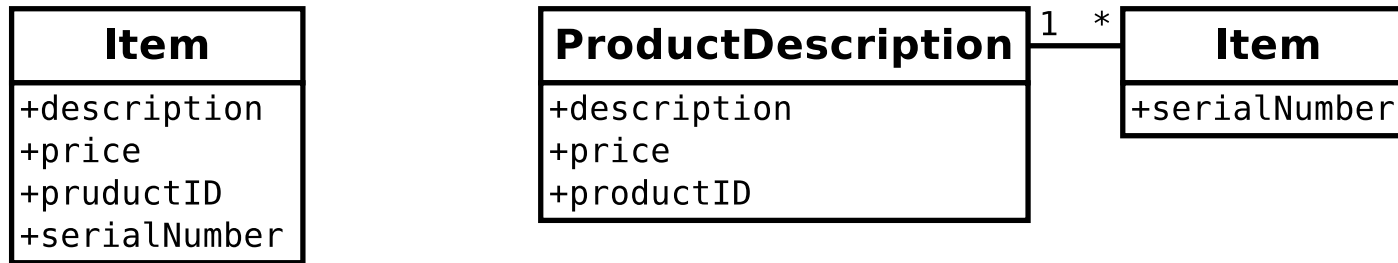 Item
+description
+price
+pruductID
+serialNumber
ProductDescription
+description
+price
+productID
1 *
Item
+serialNumber